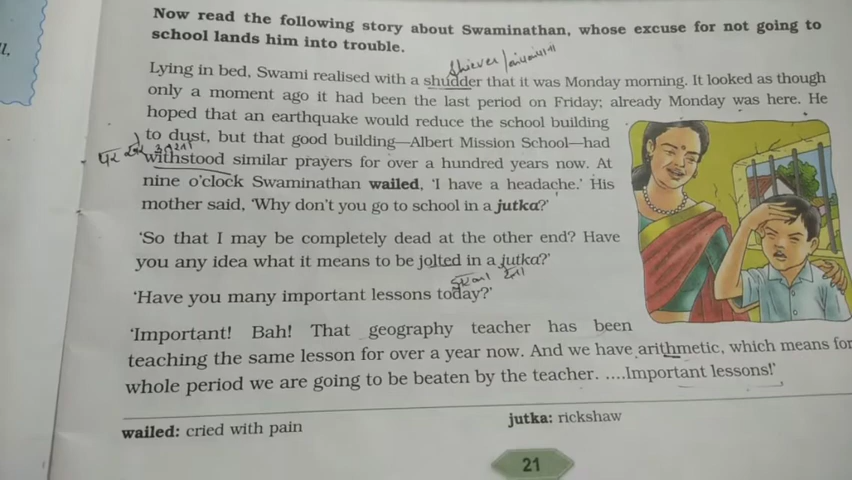 ll.
Now read the following story about Swaminathan, whose excuse for not going to
school lands him into trouble.
Shiever
Lying in bed, Swami realised with a shudder that it was Monday morning. It looked as though
only a moment ago it had been the last period on Friday; already Monday was here. He
hoped that an earthquake would reduce the school building
to dust, but that good building—Albert Mission School—had
withstood similar prayers for over a hundred years now. At
nine o'clock Swaminathan wailed, 'I have a headache.' His
mother said, 'Why don't you go to school in a jutka?'
'So that I may be completely dead at the other end? Have
you any idea what it means to be jolted in a jutka?'
'Have you many important lessons today?'
'Important! Bah! That geography teacher has been
teaching the same lesson for over a year now. And we have arithmetic, which means for
whole period we are going to be beaten by the teacher. ....Important lessons!'
wailed: cried with pain
jutka: rickshaw
21